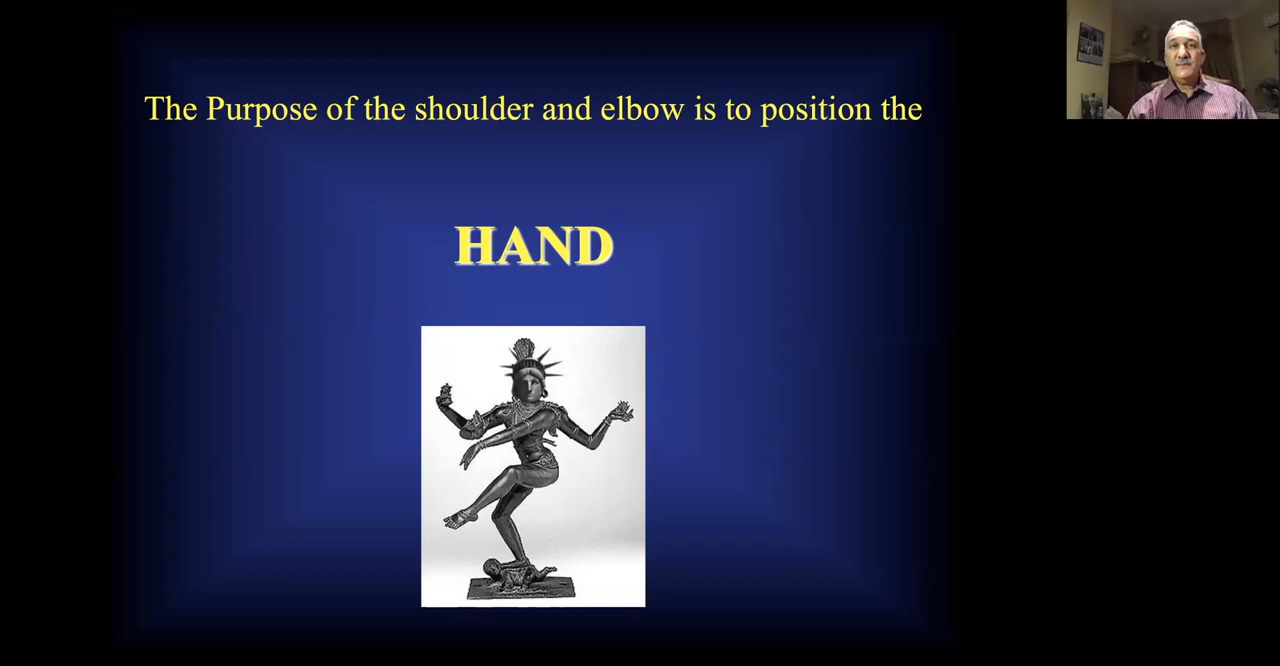 The Purpose of the shoulder and elbow is to position the
HAND